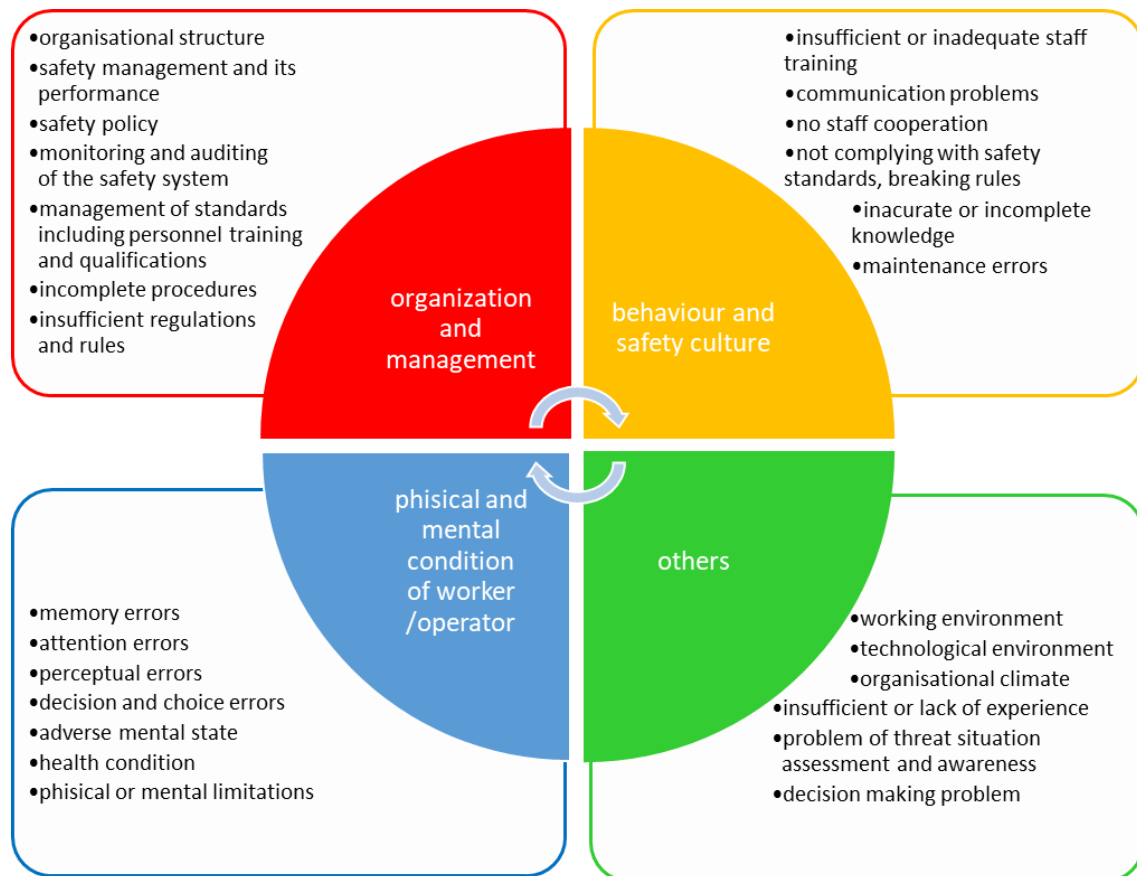 •organisational structure
•safety management and its
performance
•safety policy
•monitoring and auditing
of the safety system
•management of standards
including personnel training
and qualifications
•incomplete procedures
•insufficient regulations
and rules
•insufficient or inadequate staff
training
•communication problems
•no staff cooperation
•not complying with safety
standards, breaking rules
•inacurate or incomplete
knowledge
•maintenance errors
organization
and
management
behaviour and
safety culture
phisical and
mental
condition
of worker
/operator
others
•memory errors
•attention errors
•perceptual errors
•decision and choice errors
•adverse mental state
•health condition
•phisical or mental limitations
•working environment
•technological environment
•organisational climate
•insufficient or lack of experience
•problem of threat situation
assessment and awareness
•decision making problem